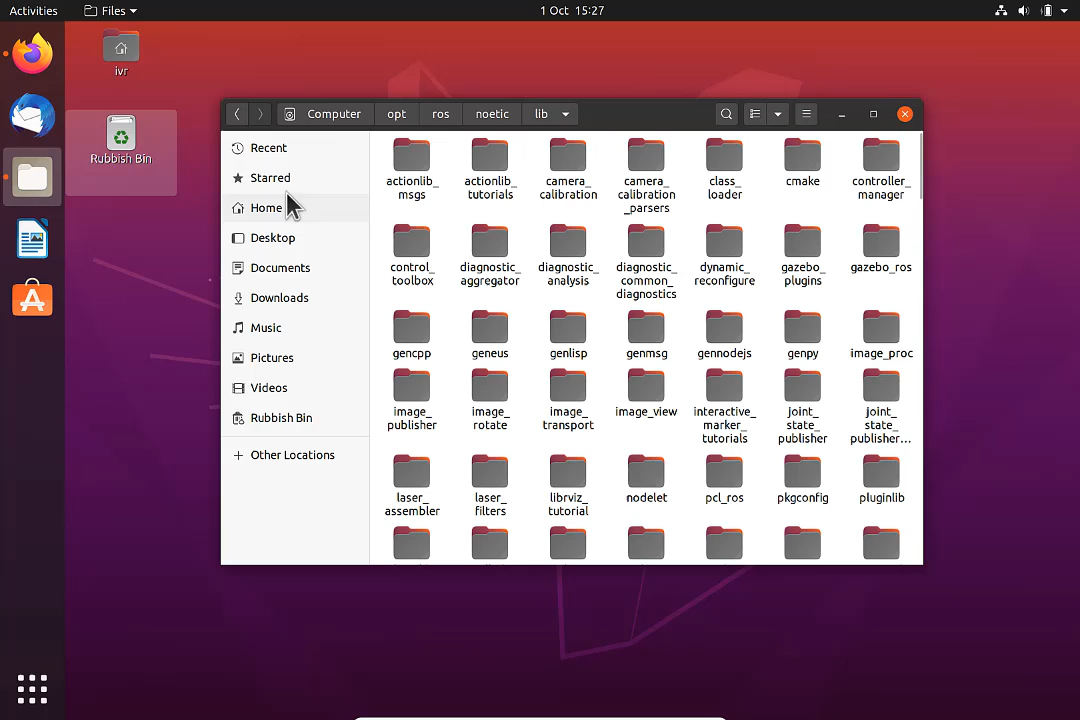 Activities
Files
1 Oct 15:27
ivr
Rubbish Bin
Computer
opt
ros
noetic
lib
Recent
Starred
Home
Desktop
Documents
Downloads
Music
Pictures
Videos
Rubbish Bin
Other Locations
actionlib_
msgs
actionlib_
tutorials
camera_
calibration
camera_
calibration
_parsers
class_
loader
cmake
controller_
manager
control_
toolbox
diagnostic_
aggregator
diagnostic_
analysis
diagnostic_
common_
diagnostics
dynamic_
reconfigure
gazebo_
plugins
gazebo_ros
gencpp
geneus
genlisp
genmsg
gennodejs
genpy
image_proc
image_
publisher
image_
rotate
image_
transport
image_view
interactive_
marker_
tutorials
joint_
state_
publisher
joint_
state_
publisher…
laser_
assembler
laser_
filters
librviz_
tutorial
nodelet
pcl_ros
pkgconfig
pluginlib